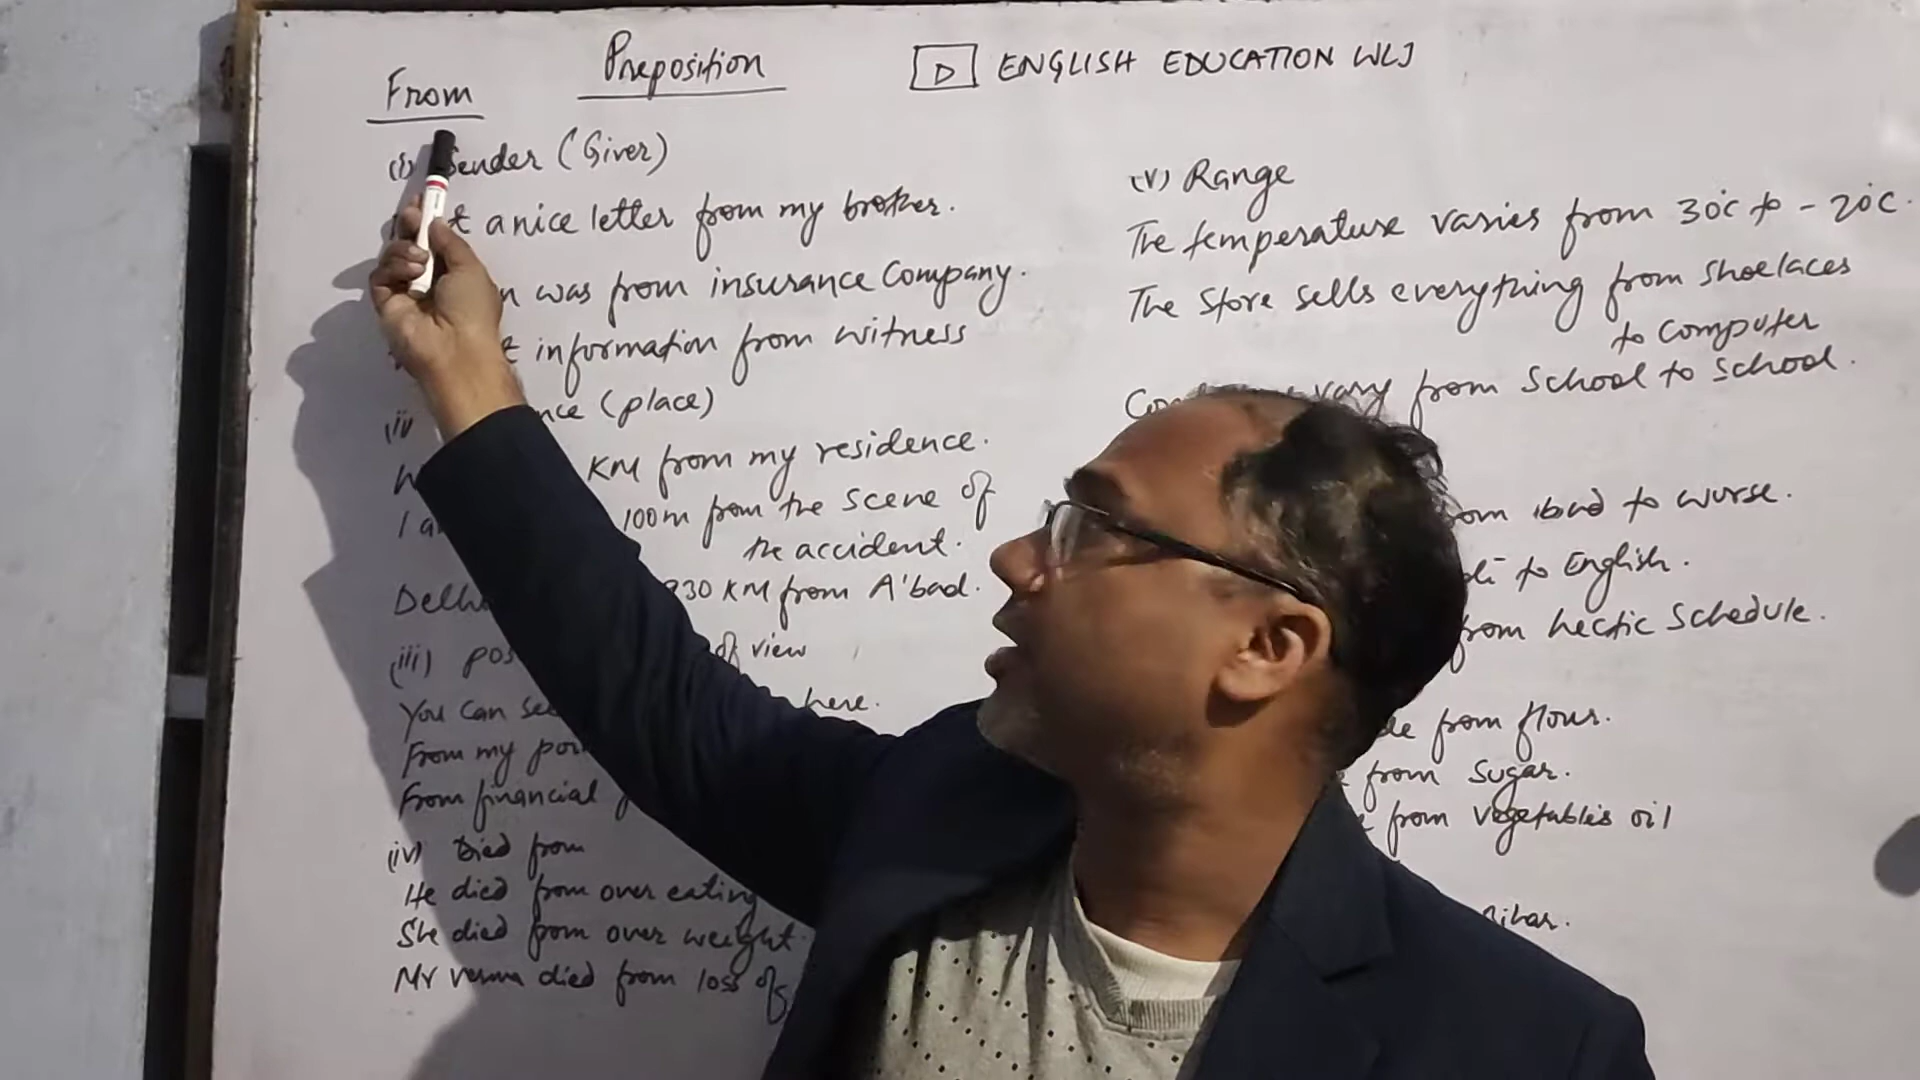 Preposition
D ENGLISH EDUCATION WLJ
From
(i) Sender (Giver)
a nice letter from my brother.
was from insurance Company.
information from witness
(ii (place)
KM from my residence.
100m from the scene of
the accident.
930 KM from A'bad.
(iii) of view
You can see here.
From my
From financial
(iv) Died from
He died from over eating
She died from over weight.
Mr verma died from loss of
(v) Range
The temperature varies from 30°c to - 20°c.
The store sells everything from shoelaces
to computer
vary from School to School.
bad to worse.
to English.
from hectic Schedule.
from flour.
from sugar.
from vegetables oil
Bihar.